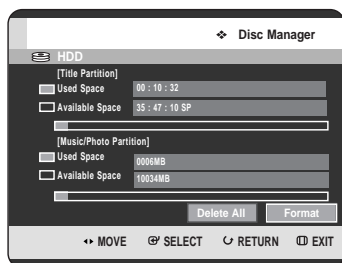 ❖ Disc Manager
HDD
[Title Partition]
Used Space 00 : 10 : 32
Available Space 35 : 47 : 10 SP
[Music/Photo Partition]
Used Space 0006MB
Available Space 10034MB
Delete All Format
MOVE SELECT RETURN EXIT